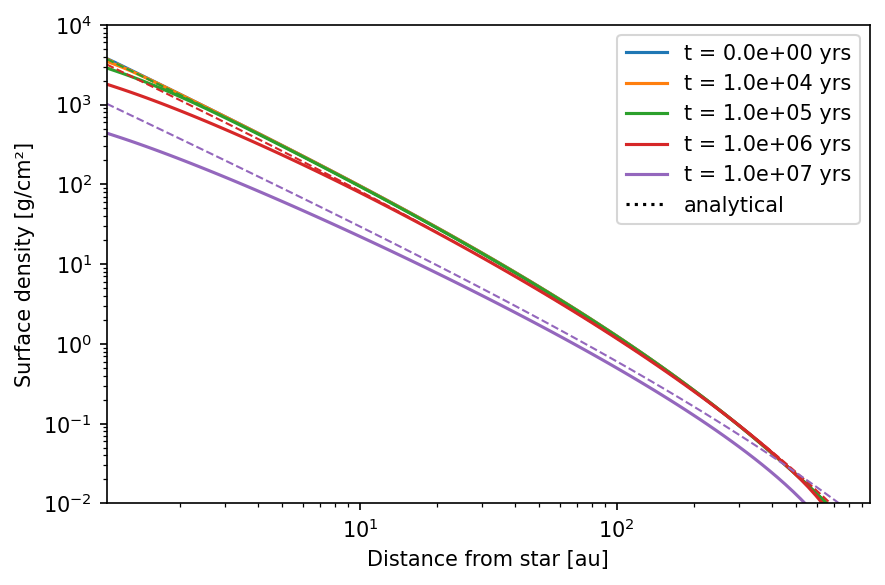 10⁴
10³
10²
10¹
10⁰
10⁻¹
10⁻²
Surface density [g/cm²]
t = 0.0e+00 yrs
t = 1.0e+04 yrs
t = 1.0e+05 yrs
t = 1.0e+06 yrs
t = 1.0e+07 yrs
analytical
10¹ 10²
Distance from star [au]